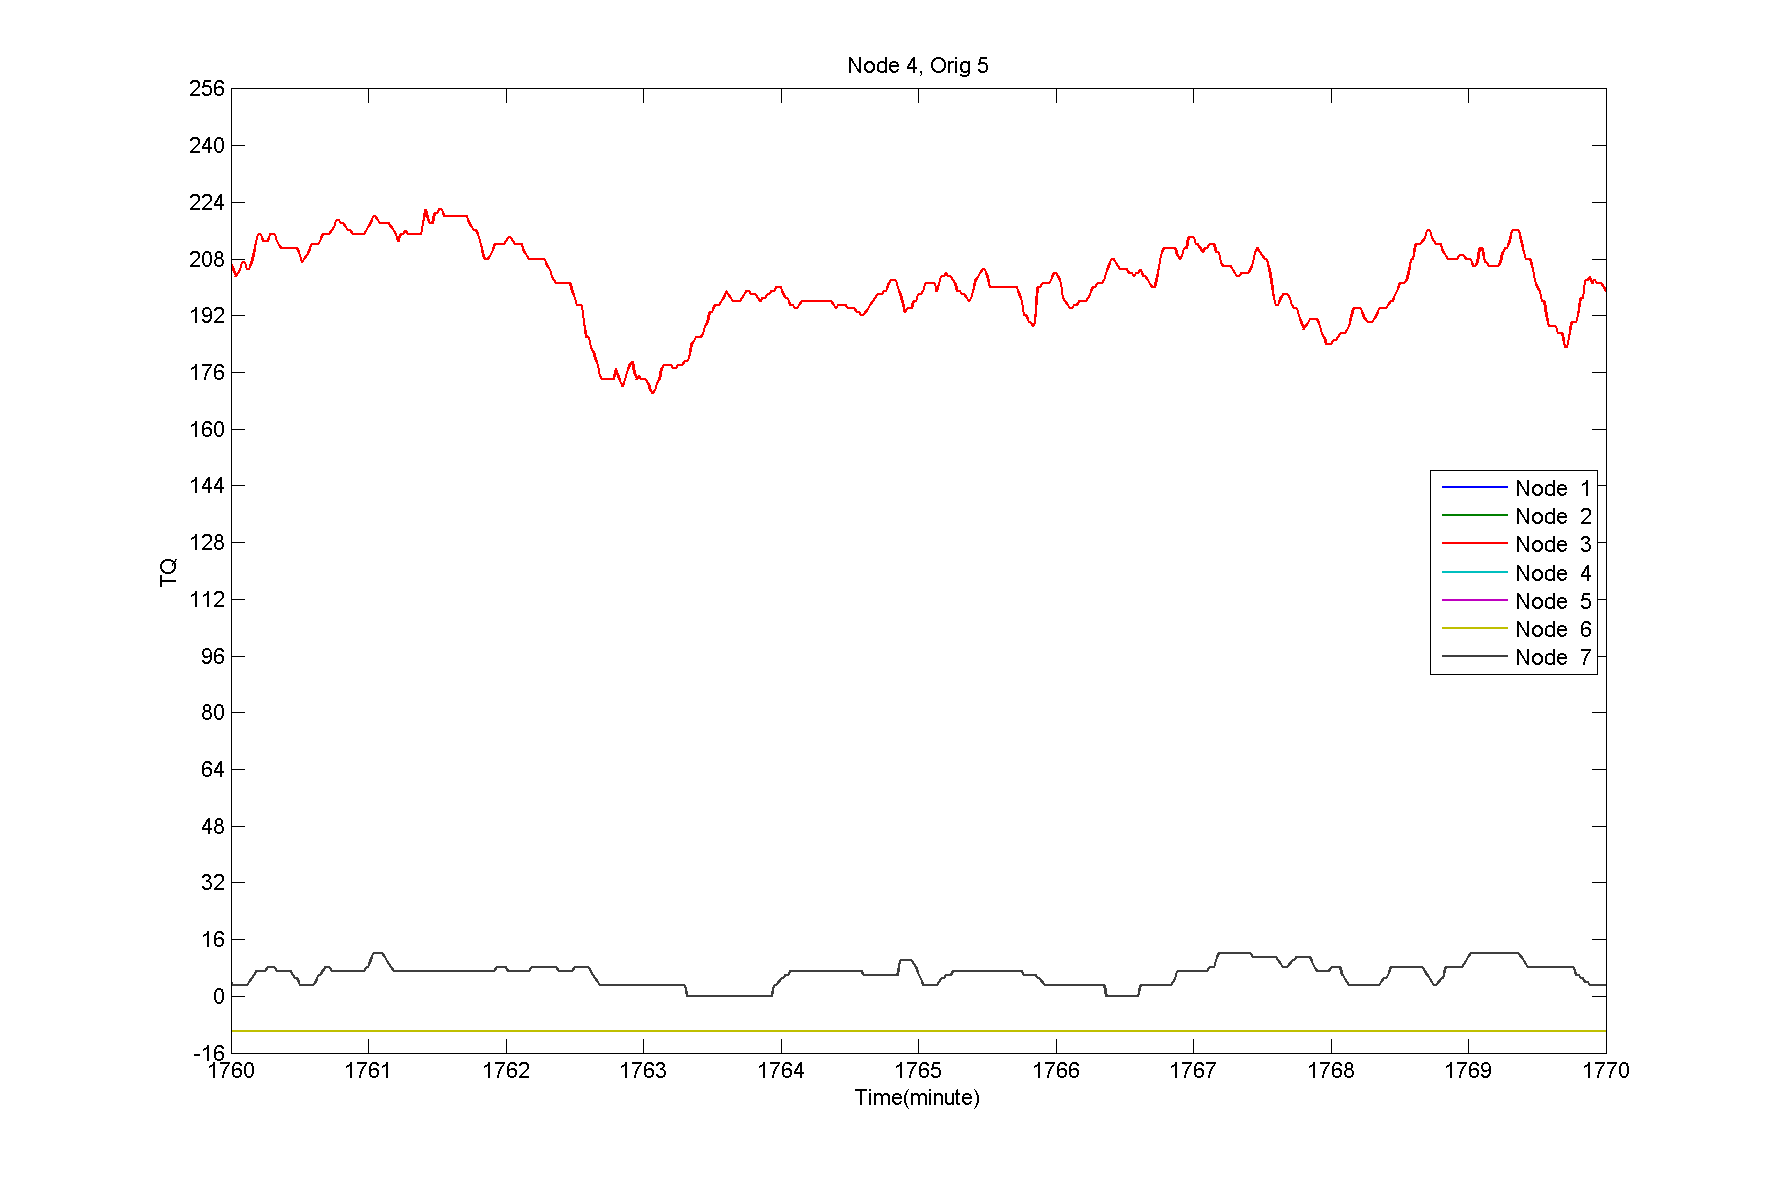 Node 4, Orig 5
256
240
224
208
192
176
160
144
128
112
96
80
64
48
32
16
0
-16
TQ
Node 1
Node 2
Node 3
Node 4
Node 5
Node 6
Node 7
1760 1761 1762 1763 1764 1765 1766 1767 1768 1769 1770
Time(minute)